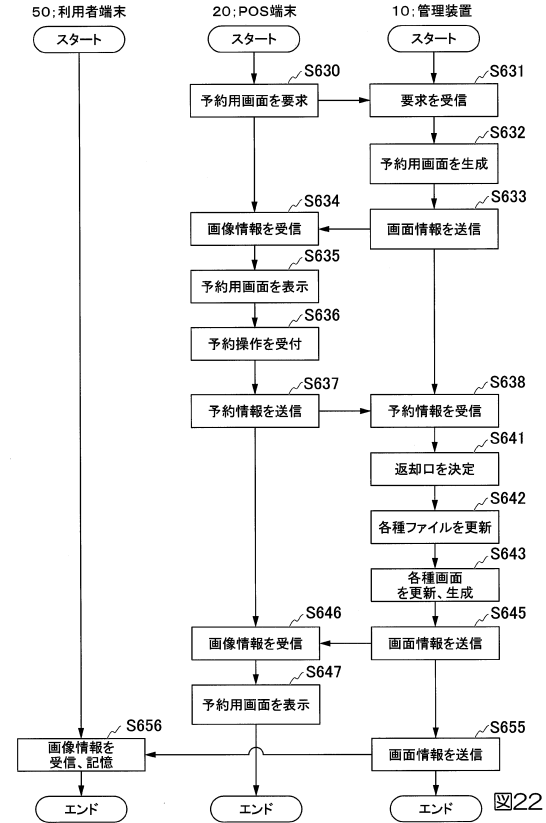 50;利用者端末
20;POS端末
10;管理装置
スタート
スタート
スタート
S630
予約用画面を要求
S631
要求を受信
S632
予約用画面を生成
S633
画面情報を送信
S634
画像情報を受信
S635
予約用画面を表示
S636
予約操作を受付
S637
予約情報を送信
S638
予約情報を受信
S641
返却口を決定
S642
各種ファイルを更新
S643
各種画面
を更新、生成
S645
画面情報を送信
S646
画像情報を受信
S647
予約用画面を表示
S655
画面情報を送信
S656
画像情報を
受信、記憶
エンド
エンド
エンド
図22